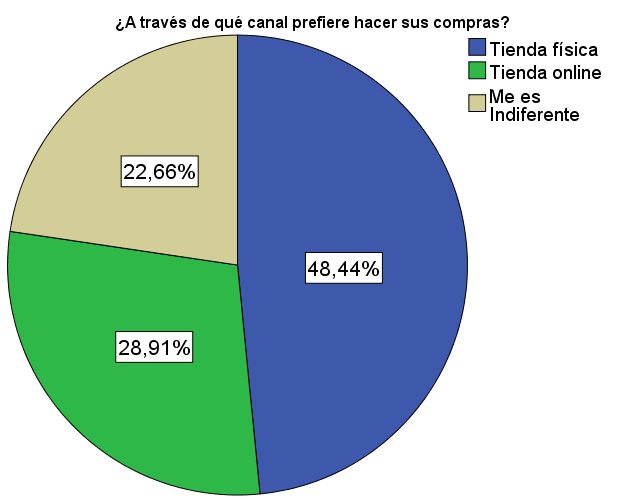 ¿A través de qué canal prefiere hacer sus compras?
Tienda física
Tienda online
Me es
Indiferente
22,66%
48,44%
28,91%